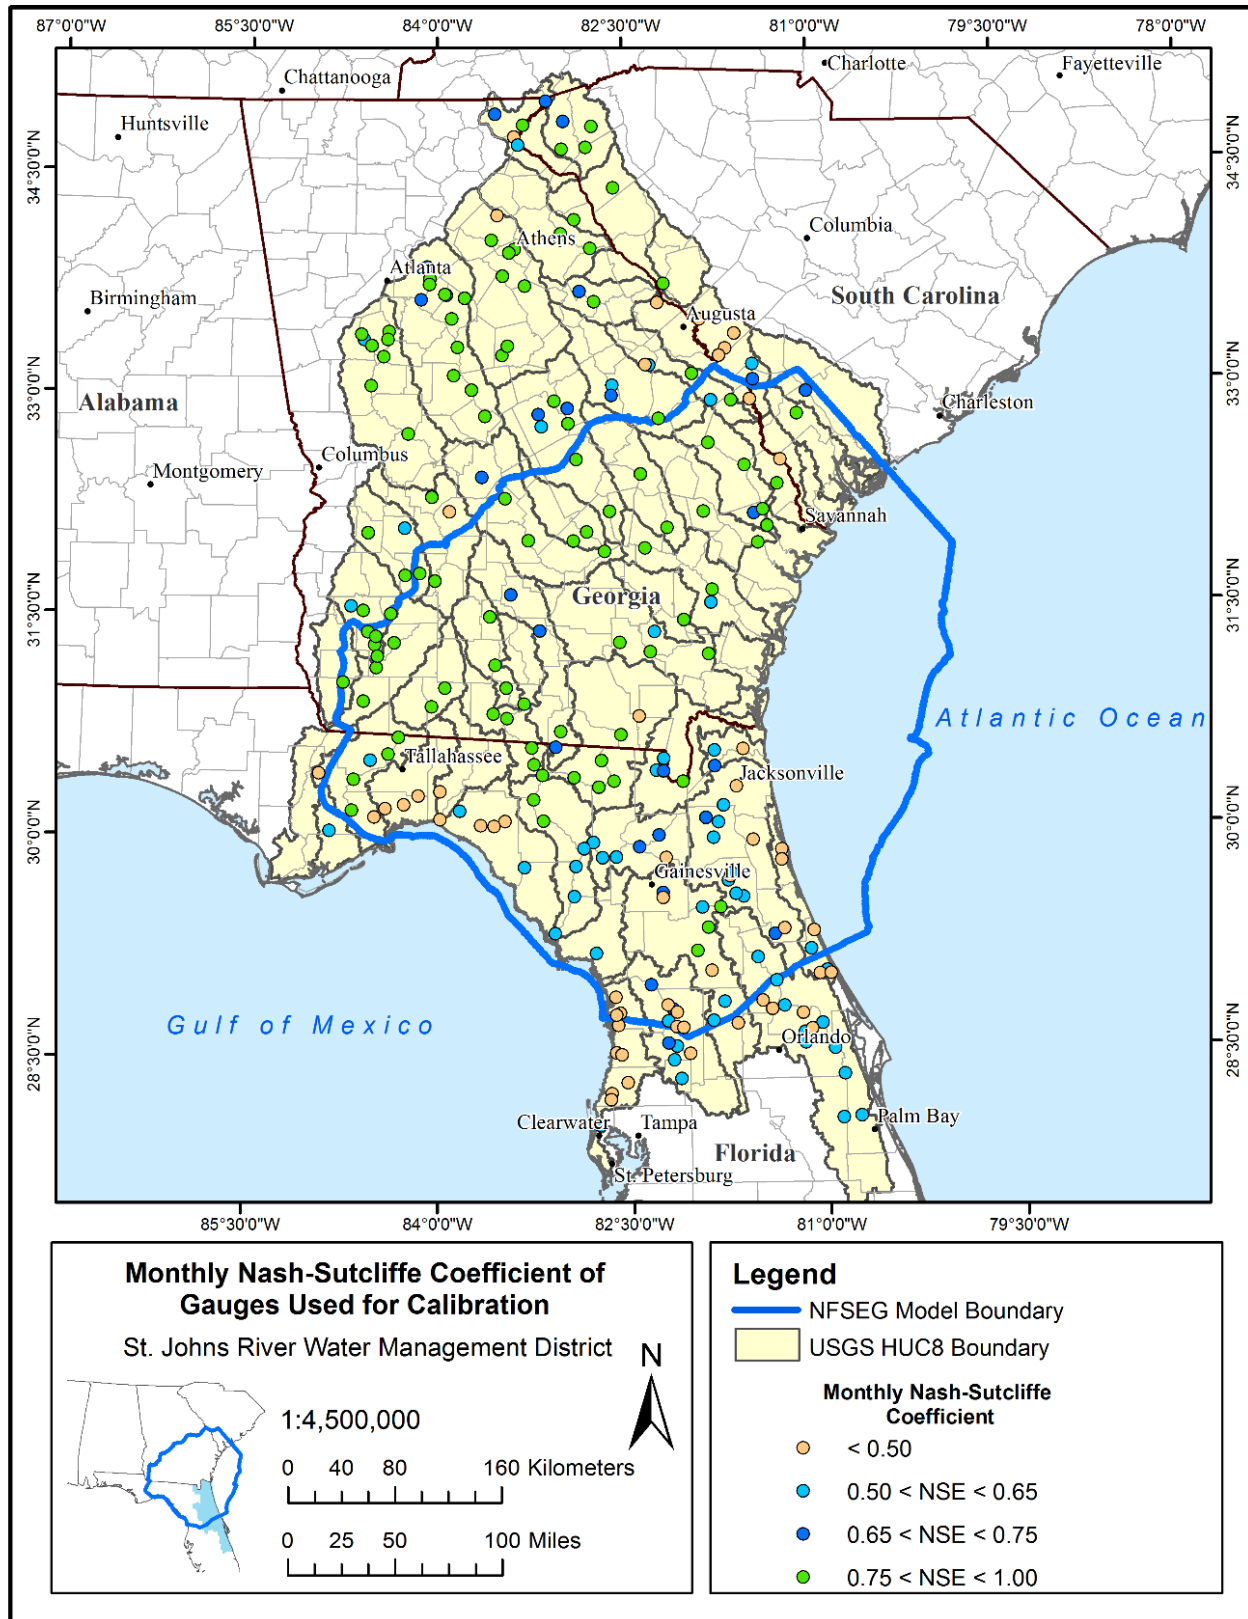 87°0'0"W
85°30'0"W
84°0'0"W
82°30'0"W
81°0'0"W
79°30'0"W
78°0'0"W
Chattanooga
Charlotte
Fayetteville
Huntsville
34°30'0"N
34°30'0"N
Columbia
Athens
Atlanta
Birmingham
South Carolina
Augusta
33°0'0"N
33°0'0"N
Alabama
Charleston
Columbus
Montgomery
Savannah
Georgia
31°30'0"N
31°30'0"N
Atlantic Ocean
Tallahassee
Jacksonville
30°0'0"N
30°0'0"N
Gainesville
Gulf of Mexico
Orlando
28°30'0"N
28°30'0"N
Clearwater
Tampa
Palm Bay
Florida
St. Petersburg
85°30'0"W
84°0'0"W
82°30'0"W
81°0'0"W
79°30'0"W
Monthly Nash-Sutcliffe Coefficient of
Gauges Used for Calibration
St. Johns River Water Management District
N
1:4,500,000
0 40 80 160 Kilometers
0 25 50 100 Miles
Legend
NFSEG Model Boundary
USGS HUC8 Boundary
Monthly Nash-Sutcliffe
Coefficient
< 0.50
0.50 < NSE < 0.65
0.65 < NSE < 0.75
0.75 < NSE < 1.00